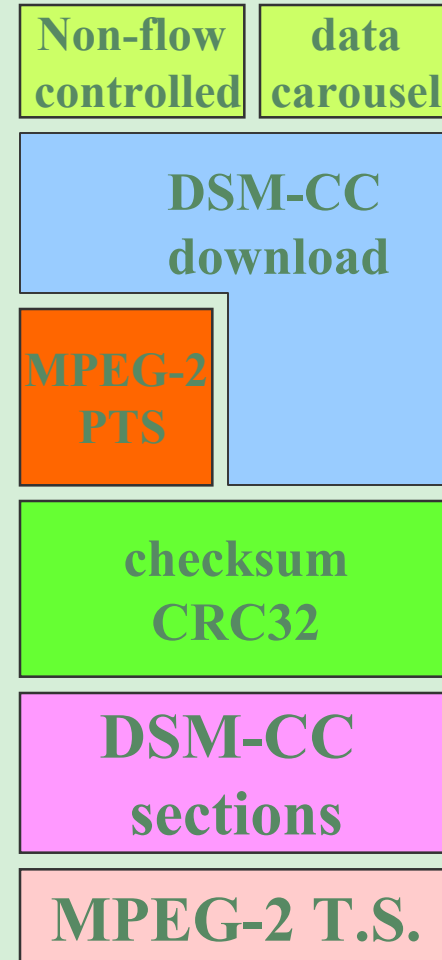 Non-flow
controlled
data
carousel
DSM-CC
download
MPEG-2
PTS
checksum
CRC32
DSM-CC
sections
MPEG-2 T.S.